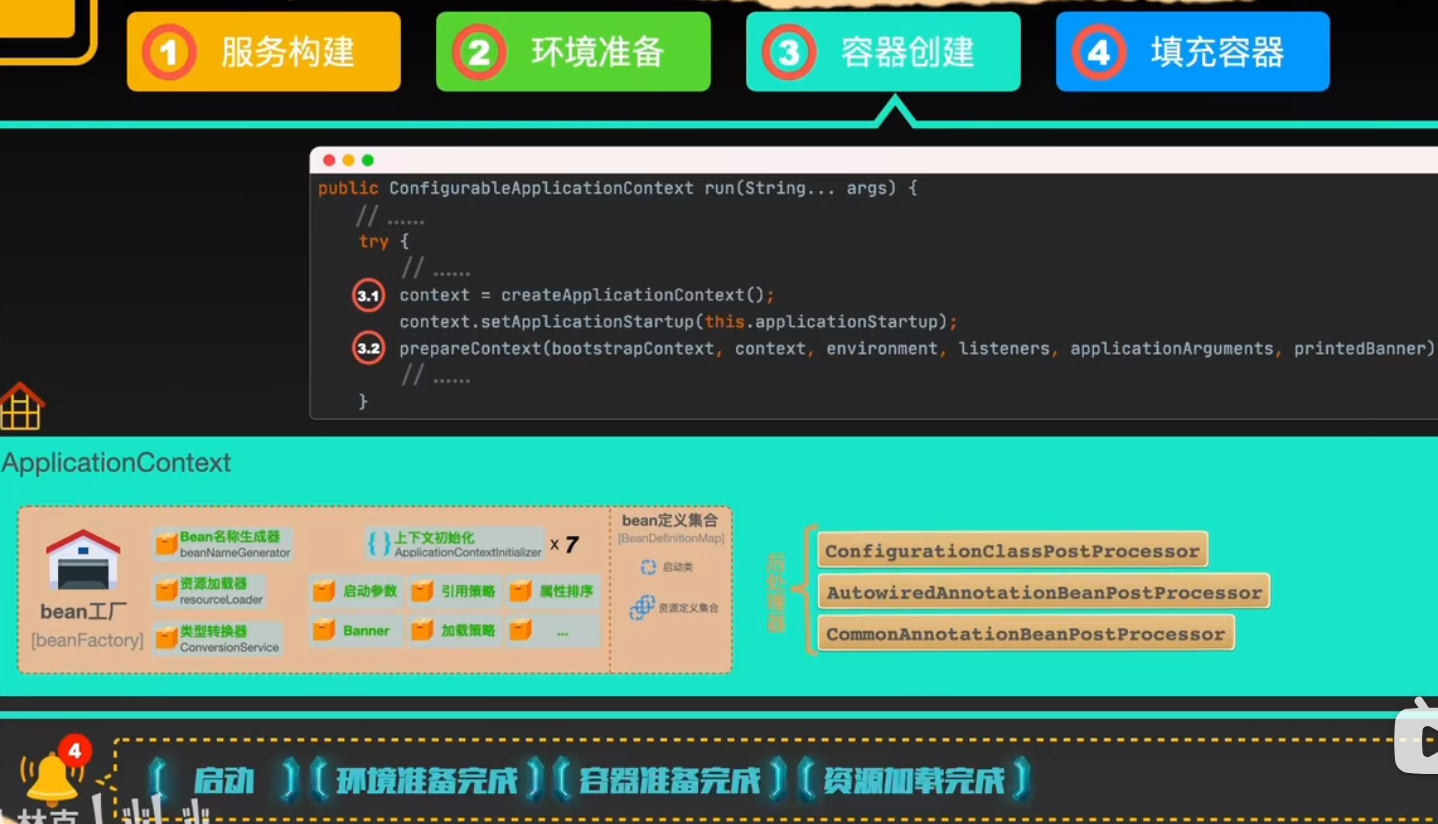 1 服务构建
2 环境准备
3 容器创建
4 填充容器
public ConfigurableApplicationContext run(String... args) {
// ......
try {
// ......
3.1 context = createApplicationContext();
context.setApplicationStartup(this.applicationStartup);
3.2 prepareContext(bootstrapContext, context, environment, listeners, applicationArguments, printedBanner)
// ......
}
ApplicationContext
bean工厂
[beanFactory]
Bean名称生成器
beanNameGenerator
资源加载器
resourceLoader
类型转换器
ConversionService
{} 上下文初始化
ApplicationContextInitializer
x 7
启动参数
引用策略
属性排序
Banner
加载策略
...
bean定义集合
[BeanDefinitionMap]
启动类
资源定义集合
后处理器
ConfigurationClassPostProcessor
AutowiredAnnotationBeanPostProcessor
CommonAnnotationBeanPostProcessor
4
【 启动 】【环境准备完成】【容器准备完成】【资源加载完成】